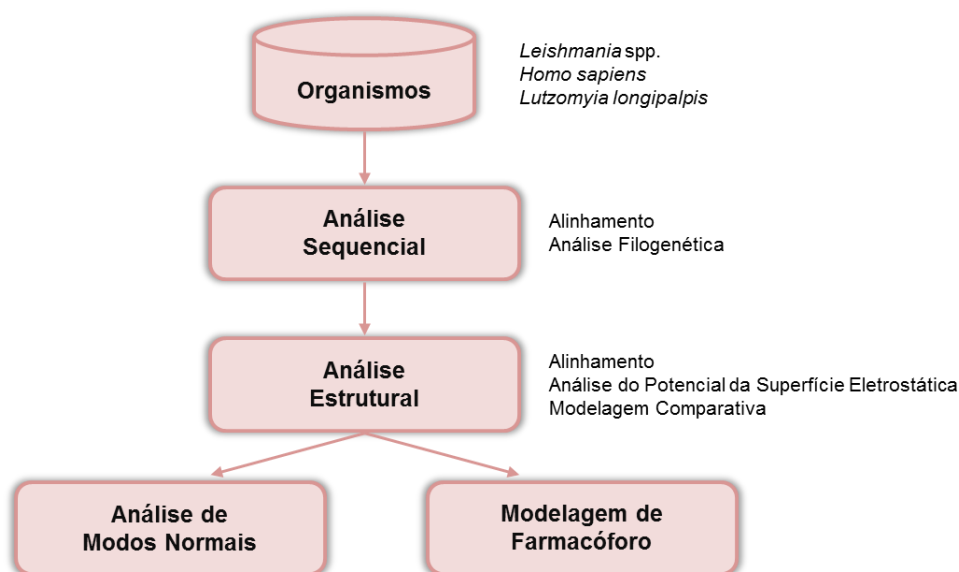 Organismos
Leishmania spp.
Homo sapiens
Lutzomyia longipalpis
Análise
Sequencial
Alinhamento
Análise Filogenética
Análise
Estrutural
Alinhamento
Análise do Potencial da Superfície Eletrostática
Modelagem Comparativa
Análise de
Modos Normais
Modelagem de
Farmacóforo